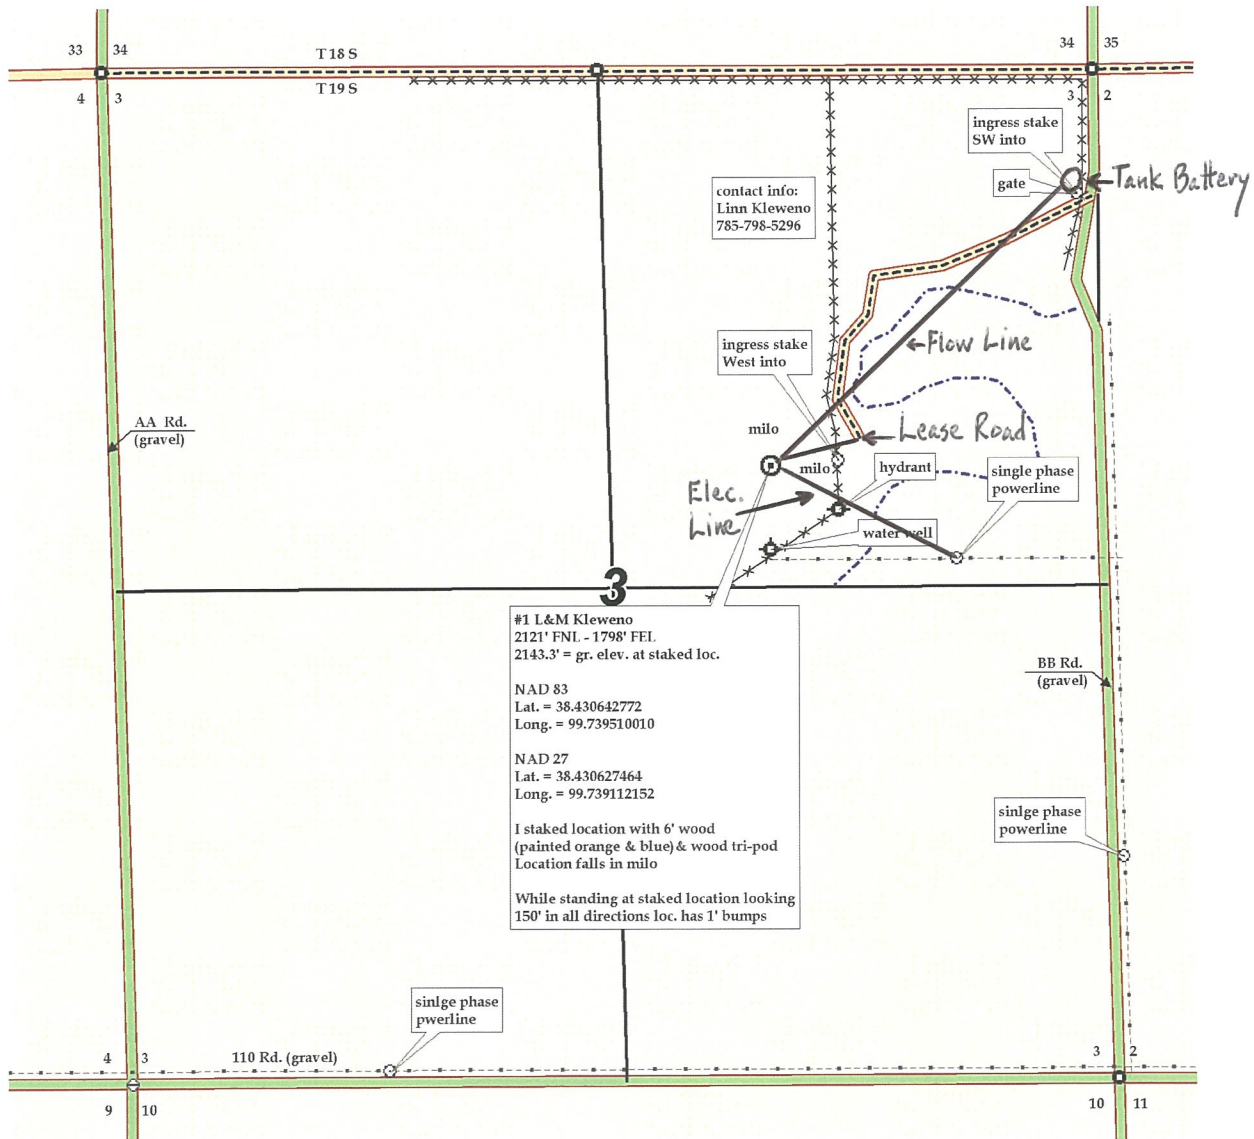 33
34
T 18 S
34
35
4
3
T 19 S
3
2
ingress stake
SW into
gate
Tank Battery
contact info:
Linn Kleweno
785-798-5296
Flow Line
ingress stake
West into
AA Rd.
(gravel)
milo
Lease Road
milo
hydrant
single phase
powerline
Elec.
Line
water well
3
#1 L&M Kleweno
2121' FNL - 1798' FEL
2143.3' = gr. elev. at staked loc.
NAD 83
Lat. = 38.430642772
Long. = 99.739510010
NAD 27
Lat. = 38.430627464
Long. = 99.739112152
I staked location with 6' wood
(painted orange & blue) & wood tri-pod
Location falls in milo
While standing at staked location looking
150' in all directions loc. has 1' bumps
BB Rd.
(gravel)
sinlge phase
powerline
sinlge phase
pwerline
4
3
110 Rd. (gravel)
3
2
9
10
10
11